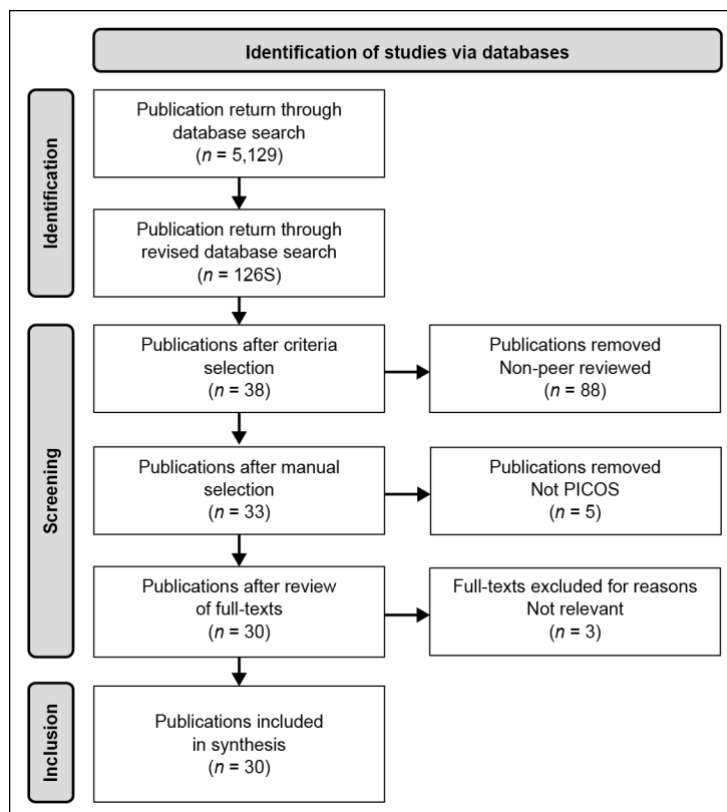 Identification of studies via databases
Identification
Publication return through
database search
(n = 5,129)
Publication return through
revised database search
(n = 126S)
Screening
Publications after criteria
selection
(n = 38)
Publications removed
Non-peer reviewed
(n = 88)
Publications after manual
selection
(n = 33)
Publications removed
Not PICOS
(n = 5)
Publications after review
of full-texts
(n = 30)
Full-texts excluded for reasons
Not relevant
(n = 3)
Inclusion
Publications included
in synthesis
(n = 30)